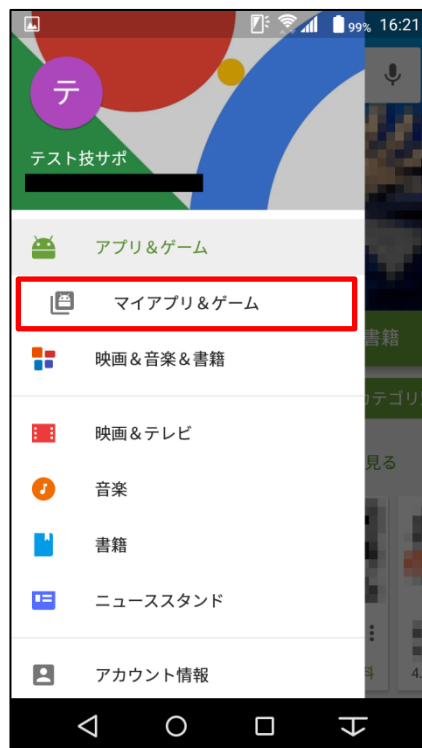 99% 16:21
テ
テスト技サポ
アプリ&ゲーム
マイアプリ&ゲーム
書籍
映画&音楽&書籍
カテゴリ
映画&テレビ
見る
音楽
書籍
ニューススタンド
料
4.
アカウント情報